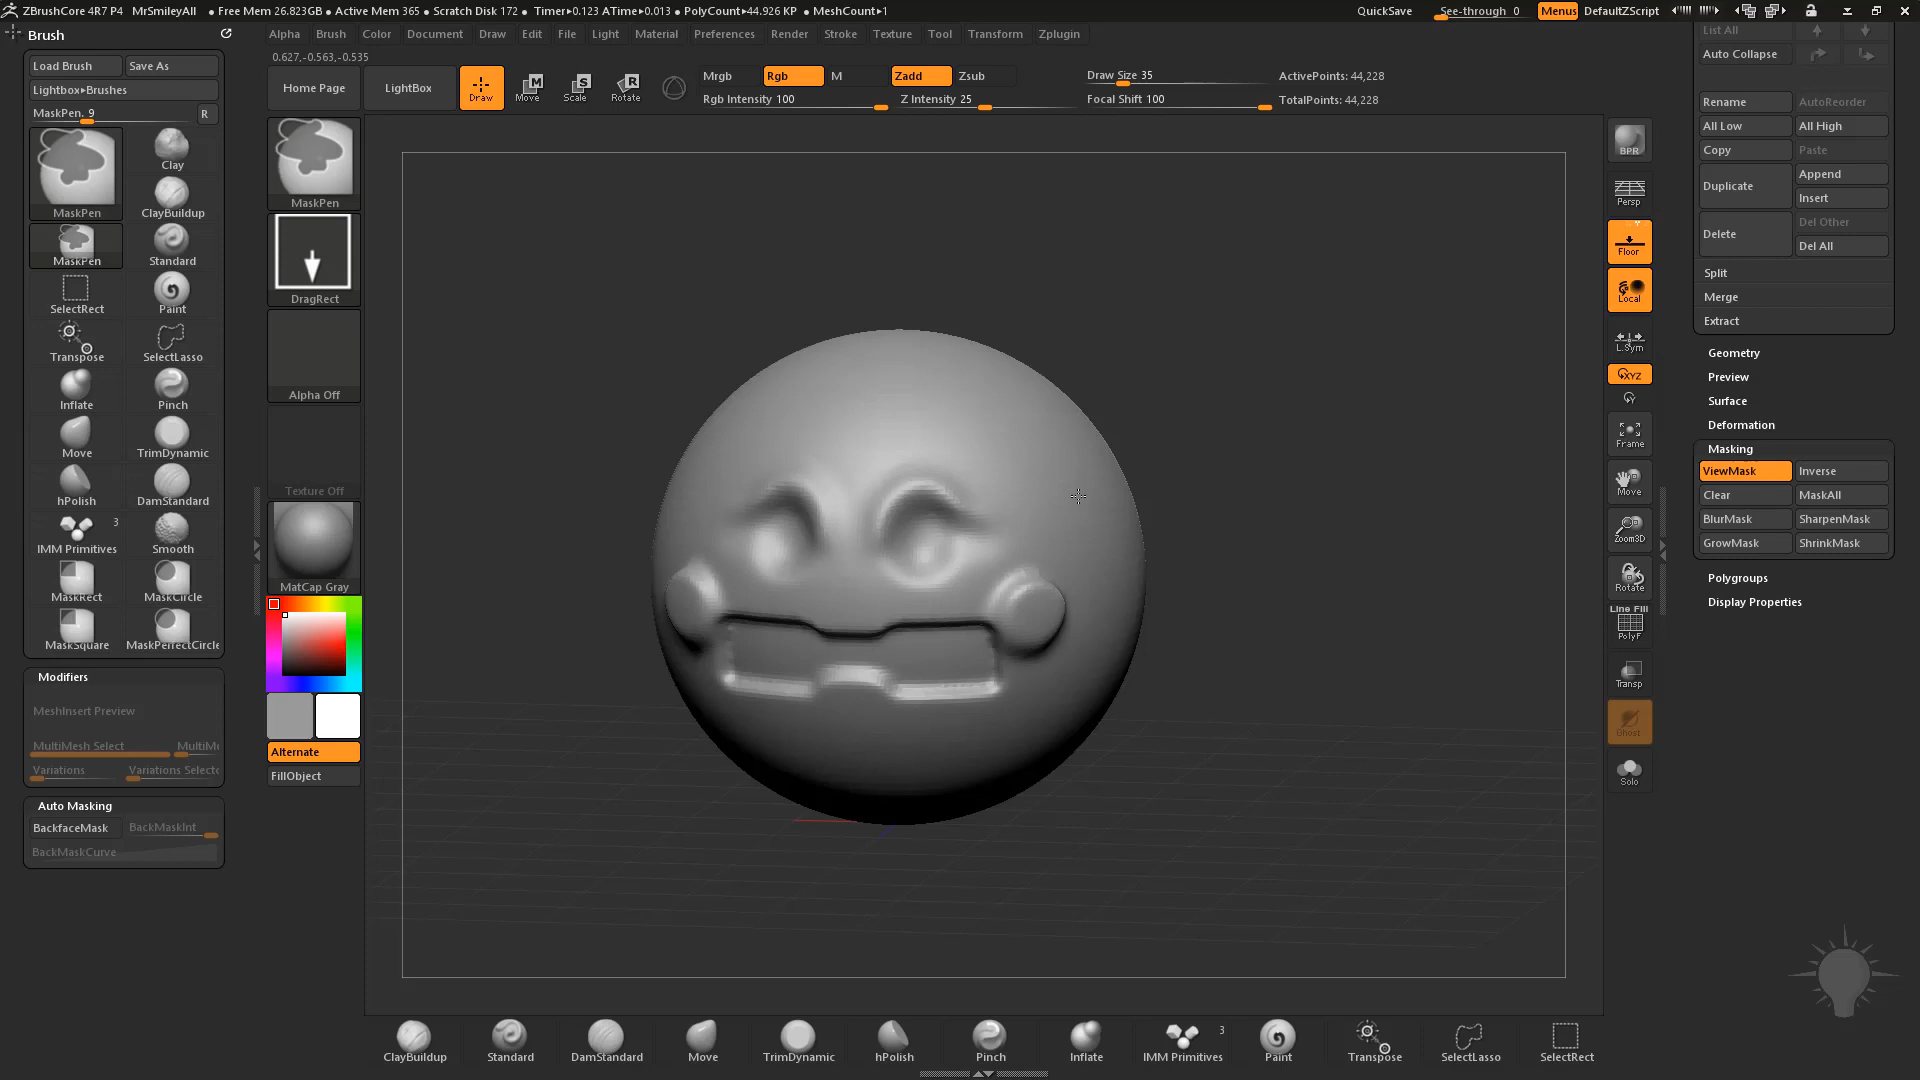 ZBrushCore 4R7 P4 MrSmileyAll • Free Mem 26.823GB • Active Mem 365 • Scratch Disk 172 • Timer▸0.123 ATime▸0.013 • PolyCount▸44.926 KP • MeshCount▸1 QuickSave See-through 0 Menus DefaultZScript
Brush
Alpha Brush Color Document Draw Edit File Light Material Preferences Render Stroke Texture Tool Transform Zplugin
0.627,-0.563,-0.535
Load Brush Save As
Lightbox▸Brushes
MaskPen. 9 R
MaskPen Clay
ClayBuildup
MaskPen Standard
SelectRect Paint
Transpose SelectLasso
Inflate Pinch
Move TrimDynamic
hPolish DamStandard
3
IMM Primitives Smooth
MaskRect MaskCircle
MaskSquare MaskPerfectCircle
Modifiers
MeshInsert Preview
MultiMesh Select MultiMe
Variations Variations Selecto
Auto Masking
BackfaceMask BackMaskInt
BackMaskCurve
Home Page LightBox Draw Move Scale Rotate
M S R
Mrgb Rgb M Zadd Zsub
Rgb Intensity 100 Z Intensity 25
Draw Size 35
Focal Shift 100
ActivePoints: 44,228
TotalPoints: 44,228
MaskPen
DragRect
Alpha Off
Texture Off
MatCap Gray
Alternate
FillObject
BPR
Persp
Floor
Local
L.Sym
XYZ
Y
Frame
Move
Zoom3D
Rotate
Line Fill
PolyF
Transp
Ghost
Solo
List All
Auto Collapse
Rename AutoReorder
All Low All High
Copy Paste
Duplicate Append
Insert
Delete Del Other
Del All
Split
Merge
Extract
Geometry
Preview
Surface
Deformation
Masking
ViewMask Inverse
Clear MaskAll
BlurMask SharpenMask
GrowMask ShrinkMask
Polygroups
Display Properties
3
ClayBuildup Standard DamStandard Move TrimDynamic hPolish Pinch Inflate IMM Primitives Paint Transpose SelectLasso SelectRect